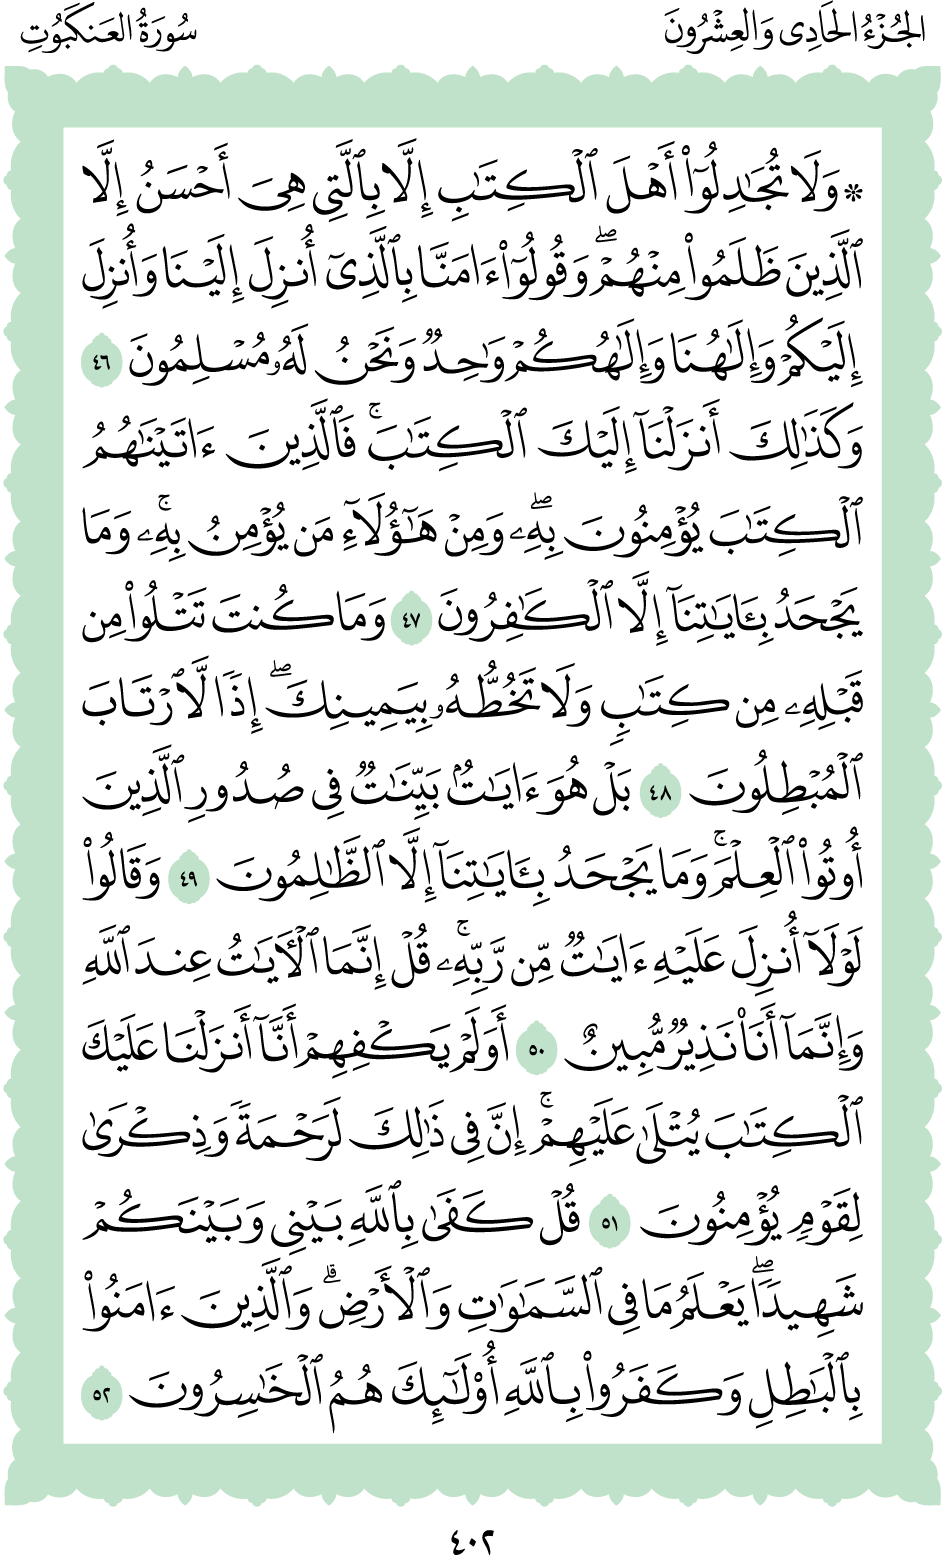 الجُزْءُ الحَادِى وَالعِشْرُونَ
سُورَةُ العَنكَبُوتِ
* وَلَا تُجَٰدِلُوٓاْ أَهْلَ ٱلْكِتَٰبِ إِلَّا بِٱلَّتِى هِىَ أَحْسَنُ إِلَّا
ٱلَّذِينَ ظَلَمُواْ مِنْهُمْۖ وَقُولُوٓاْ ءَامَنَّا بِٱلَّذِىٓ أُنزِلَ إِلَيْنَا وَأُنزِلَ
إِلَيْكُمْ وَإِلَٰهُنَا وَإِلَٰهُكُمْ وَٰحِدٌ وَنَحْنُ لَهُۥ مُسْلِمُونَ ٤٦
وَكَذَٰلِكَ أَنزَلْنَآ إِلَيْكَ ٱلْكِتَٰبَۚ فَٱلَّذِينَ ءَاتَيْنَٰهُمُ
ٱلْكِتَٰبَ يُؤْمِنُونَ بِهِۦۖ وَمِنْ هَٰٓؤُلَآءِ مَن يُؤْمِنُ بِهِۦۚ وَمَا
يَجْحَدُ بِـَٔايَٰتِنَآ إِلَّا ٱلْكَٰفِرُونَ ٤٧ وَمَا كُنتَ تَتْلُواْ مِن
قَبْلِهِۦ مِن كِتَٰبٍ وَلَا تَخُطُّهُۥ بِيَمِينِكَۖ إِذًا لَّٱرْتَابَ
ٱلْمُبْطِلُونَ ٤٨ بَلْ هُوَ ءَايَٰتٌۢ بَيِّنَٰتٌ فِى صُدُورِ ٱلَّذِينَ
أُوتُواْ ٱلْعِلْمَۚ وَمَا يَجْحَدُ بِـَٔايَٰتِنَآ إِلَّا ٱلظَّٰلِمُونَ ٤٩ وَقَالُواْ
لَوْلَآ أُنزِلَ عَلَيْهِ ءَايَٰتٌ مِّن رَّبِّهِۦۚ قُلْ إِنَّمَا ٱلْـَٔايَٰتُ عِندَ ٱللَّهِ
وَإِنَّمَآ أَنَا۠ نَذِيرٌ مُّبِينٌ ٥٠ أَوَلَمْ يَكْفِهِمْ أَنَّآ أَنزَلْنَا عَلَيْكَ
ٱلْكِتَٰبَ يُتْلَىٰ عَلَيْهِمْۚ إِنَّ فِى ذَٰلِكَ لَرَحْمَةً وَذِكْرَىٰ
لِقَوْمٍ يُؤْمِنُونَ ٥١ قُلْ كَفَىٰ بِٱللَّهِ بَيْنِى وَبَيْنَكُمْ
شَهِيدًاۖ يَعْلَمُ مَا فِى ٱلسَّمَٰوَٰتِ وَٱلْأَرْضِۗ وَٱلَّذِينَ ءَامَنُواْ
بِٱلْبَٰطِلِ وَكَفَرُواْ بِٱللَّهِ أُوْلَٰٓئِكَ هُمُ ٱلْخَٰسِرُونَ ٥٢
٤٠٢